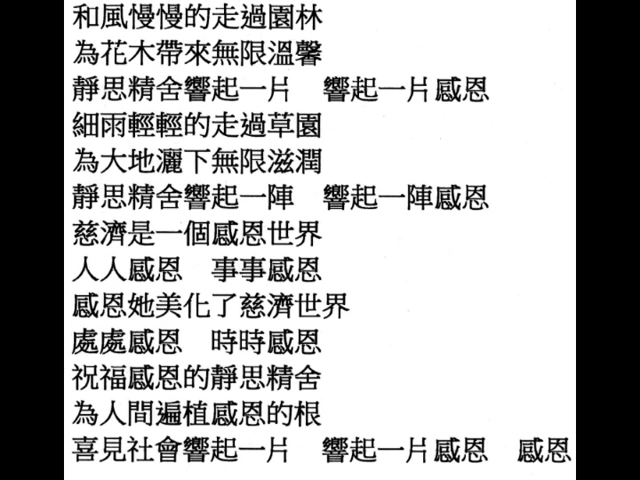 和風慢慢的走過園林
為花木帶來無限溫馨
靜思精舍響起一片　響起一片感恩
細雨輕輕的走過草園
為大地灑下無限滋潤
靜思精舍響起一陣　響起一陣感恩
慈濟是一個感恩世界
人人感恩　事事感恩
感恩她美化了慈濟世界
處處感恩　時時感恩
祝福感恩的靜思精舍
為人間遍植感恩的根
喜見社會響起一片　響起一片感恩　感恩